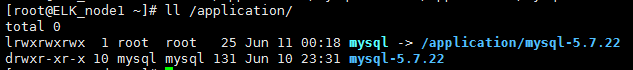 [root@ELK_node1 ~]# ll /application/
total 0
lrwxrwxrwx  1 root  root   25 Jun 11 00:18 mysql -> /application/mysql-5.7.22
drwxr-xr-x 10 mysql mysql 131 Jun 10 23:31 mysql-5.7.22